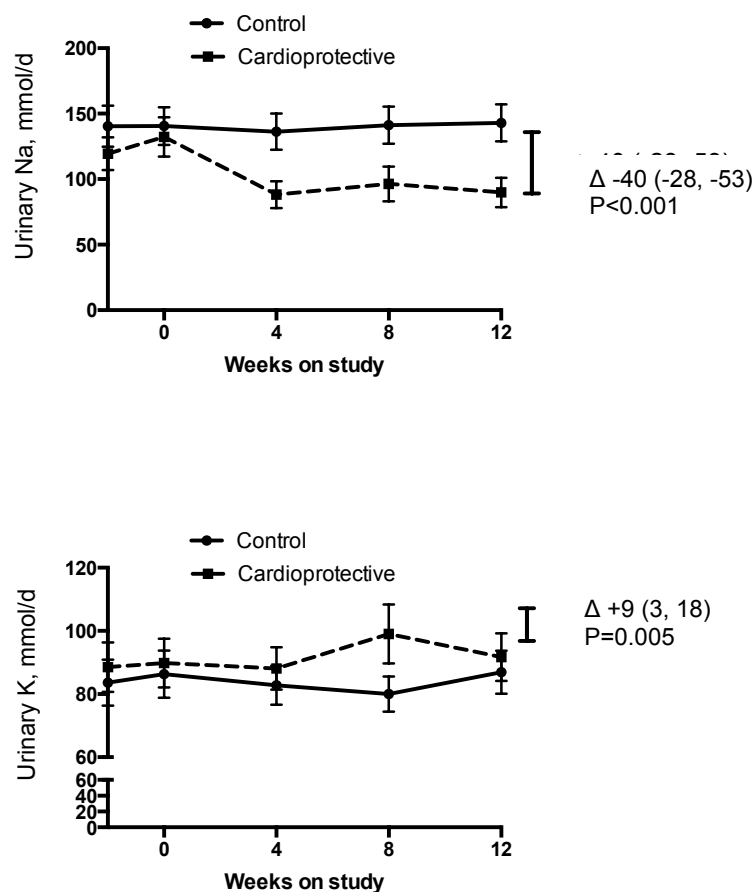 Control
Cardioprotective
200
150
100
50
0
Urinary Na, mmol/d
Δ -40 (-28, -53)
P<0.001
0 4 8 12
Weeks on study
Control
Cardioprotective
120
100
80
60
60
40
20
0
Urinary K, mmol/d
Δ +9 (3, 18)
P=0.005
0 4 8 12
Weeks on study